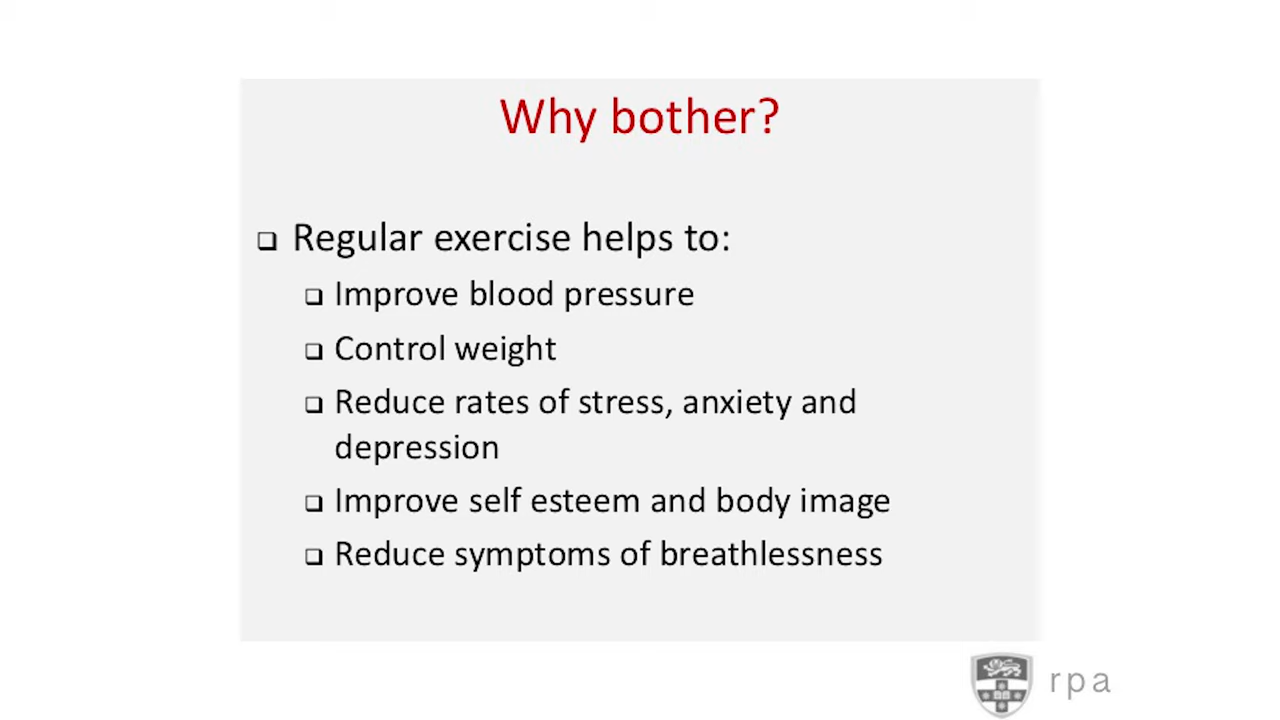 Why bother?
Regular exercise helps to:
Improve blood pressure
Control weight
Reduce rates of stress, anxiety and
depression
Improve self esteem and body image
Reduce symptoms of breathlessness
rpa